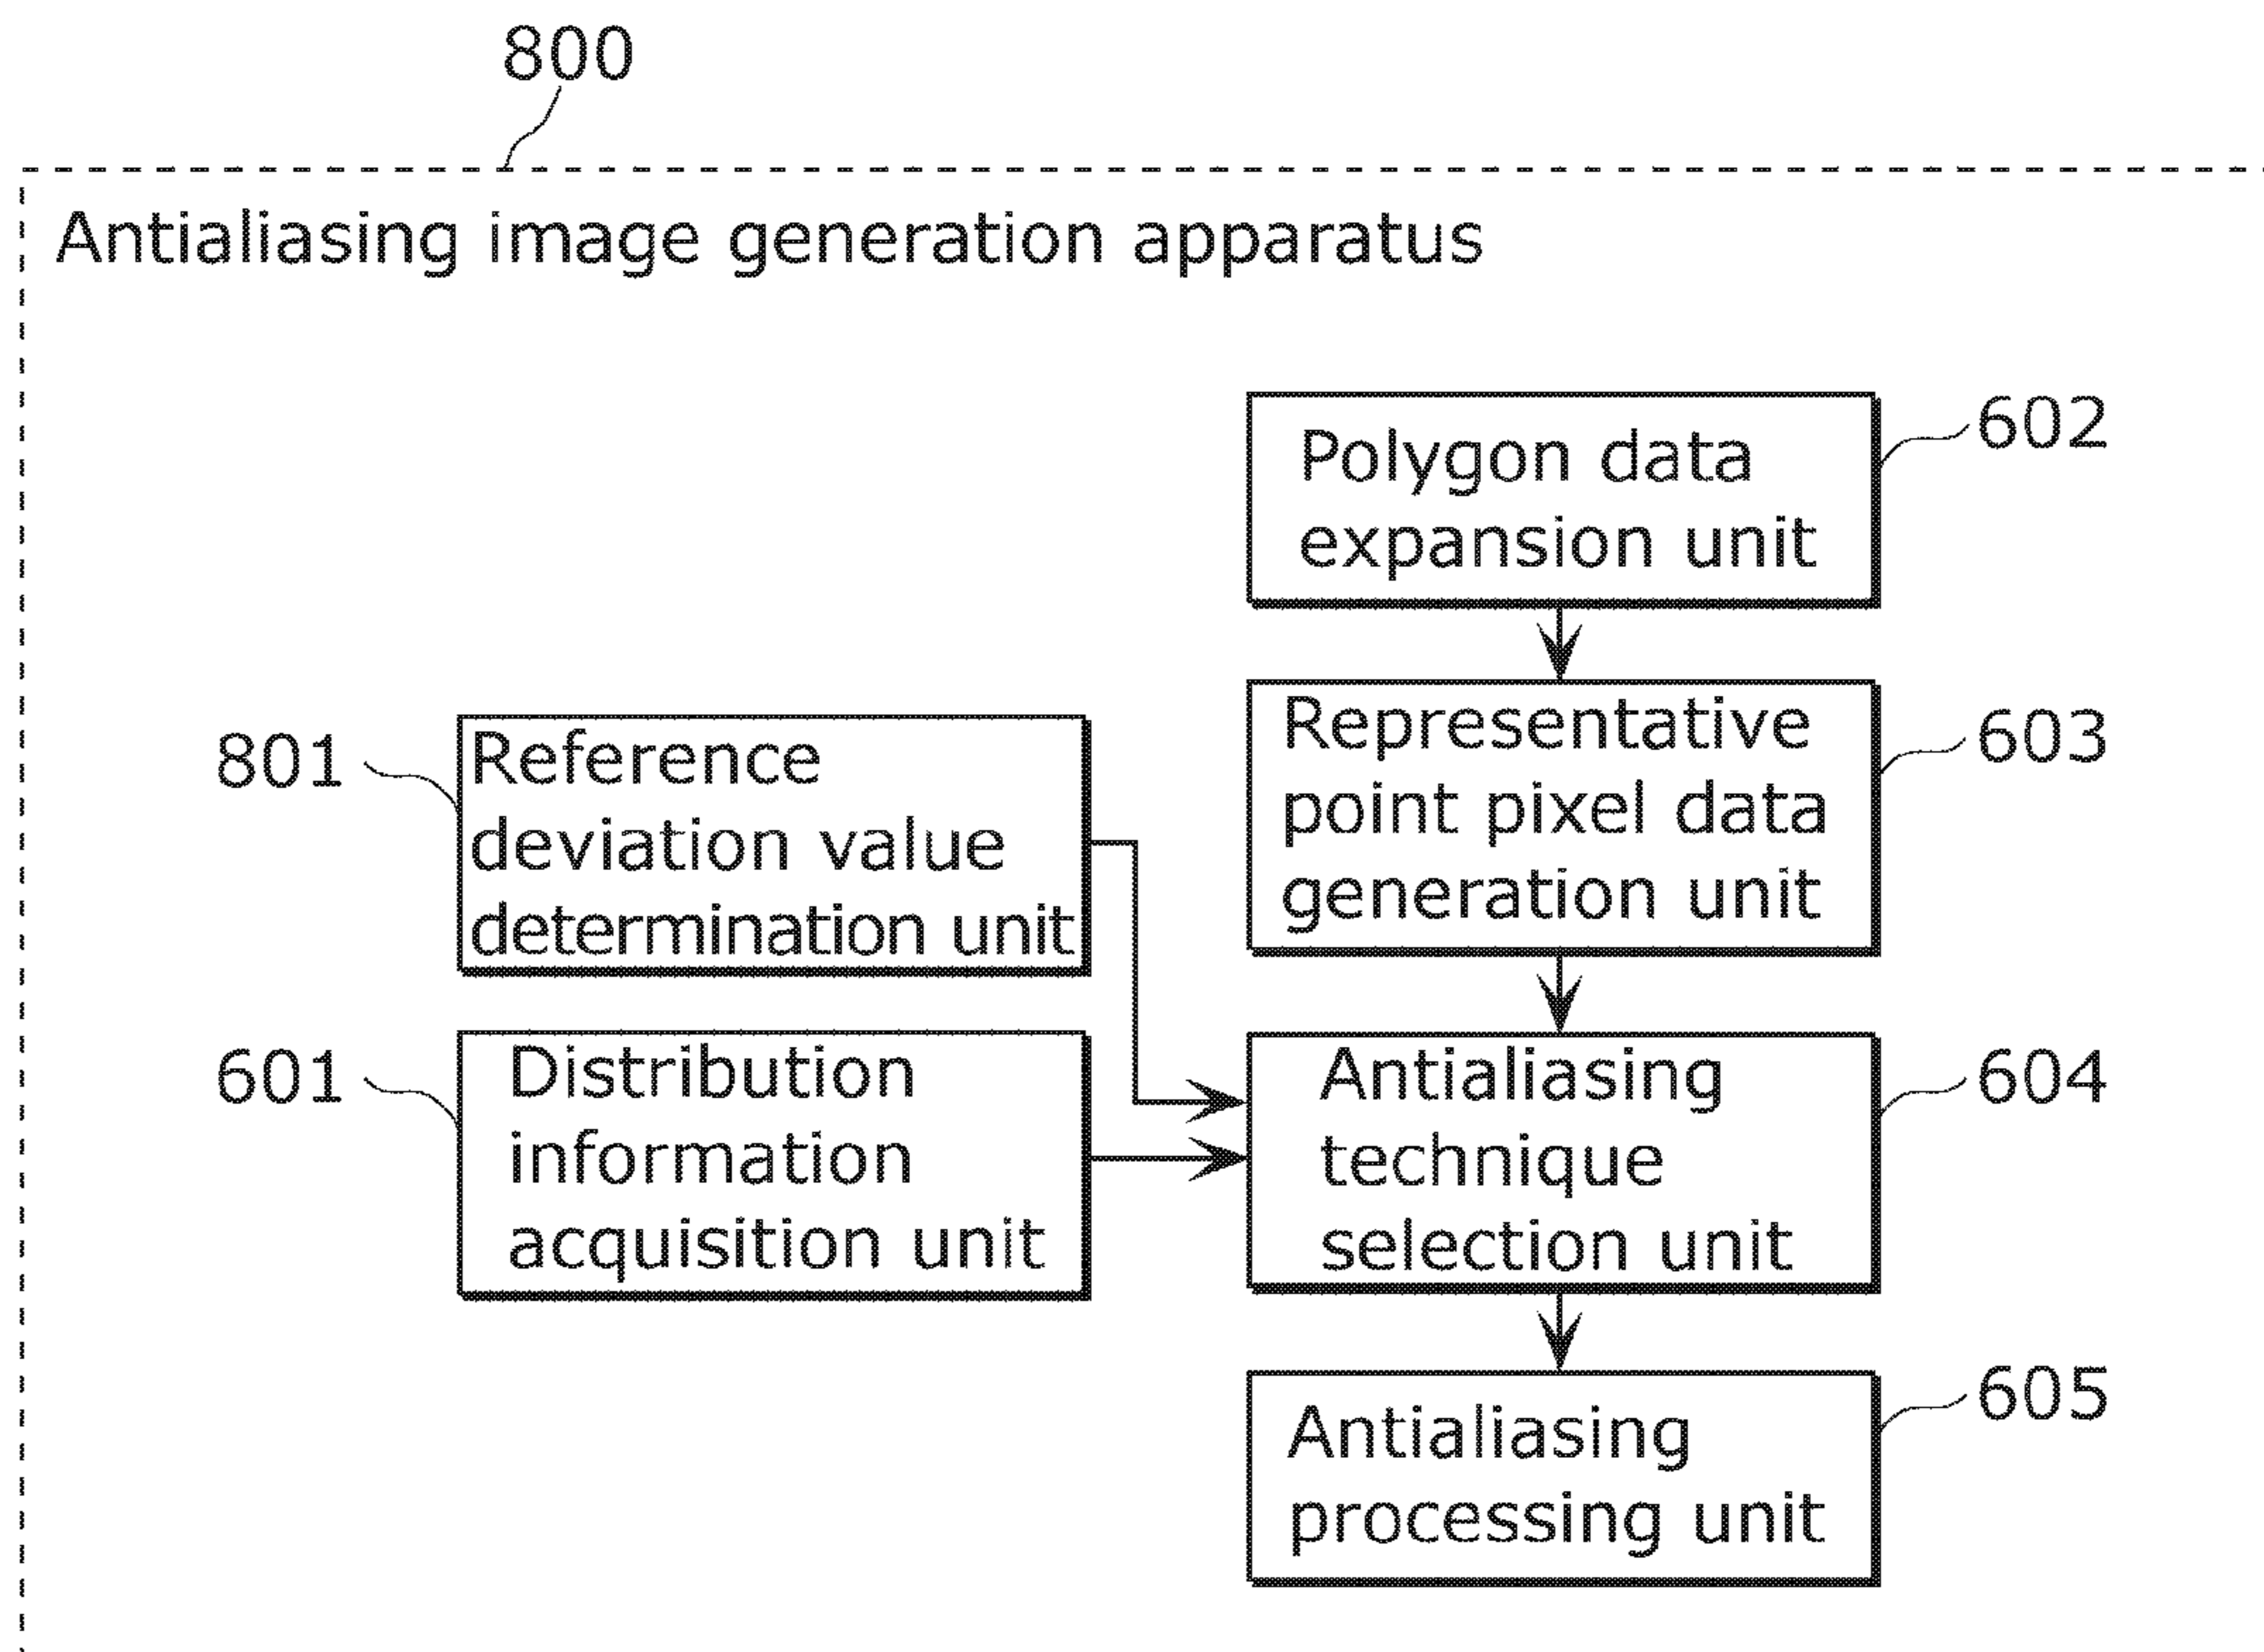 800
Antialiasing image generation apparatus
Polygon data
expansion unit
602
Representative
point pixel data
generation unit
603
801
Reference
deviation value
determination unit
601
Distribution
information
acquisition unit
Antialiasing
technique
selection unit
604
Antialiasing
processing unit
605